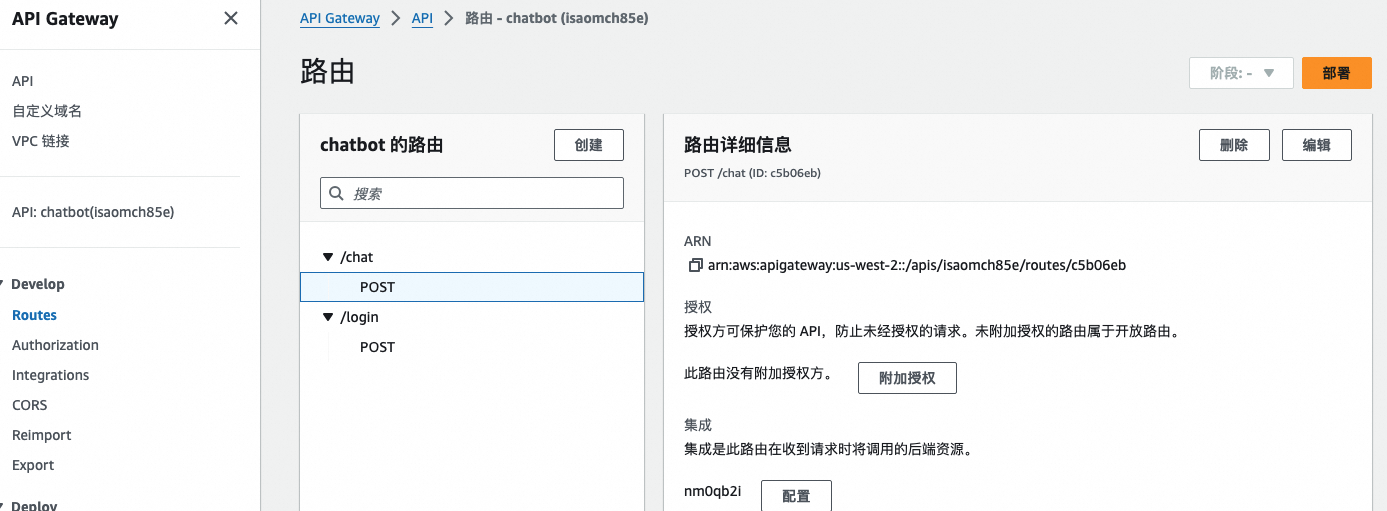 API Gateway
API
自定义域名
VPC 链接
API: chatbot(isaomch85e)
Develop
Routes
Authorization
Integrations
CORS
Reimport
Export
Deploy
API Gateway > API > 路由 - chatbot (isaomch85e)
路由
阶段: -
部署
chatbot 的路由
创建
搜索
/chat
POST
/login
POST
路由详细信息
删除
编辑
POST /chat (ID: c5b06eb)
ARN
arn:aws:apigateway:us-west-2::/apis/isaomch85e/routes/c5b06eb
授权
授权方可保护您的 API，防止未经授权的请求。未附加授权的路由属于开放路由。
此路由没有附加授权方。
附加授权
集成
集成是此路由在收到请求时将调用的后端资源。
nm0qb2i
配置